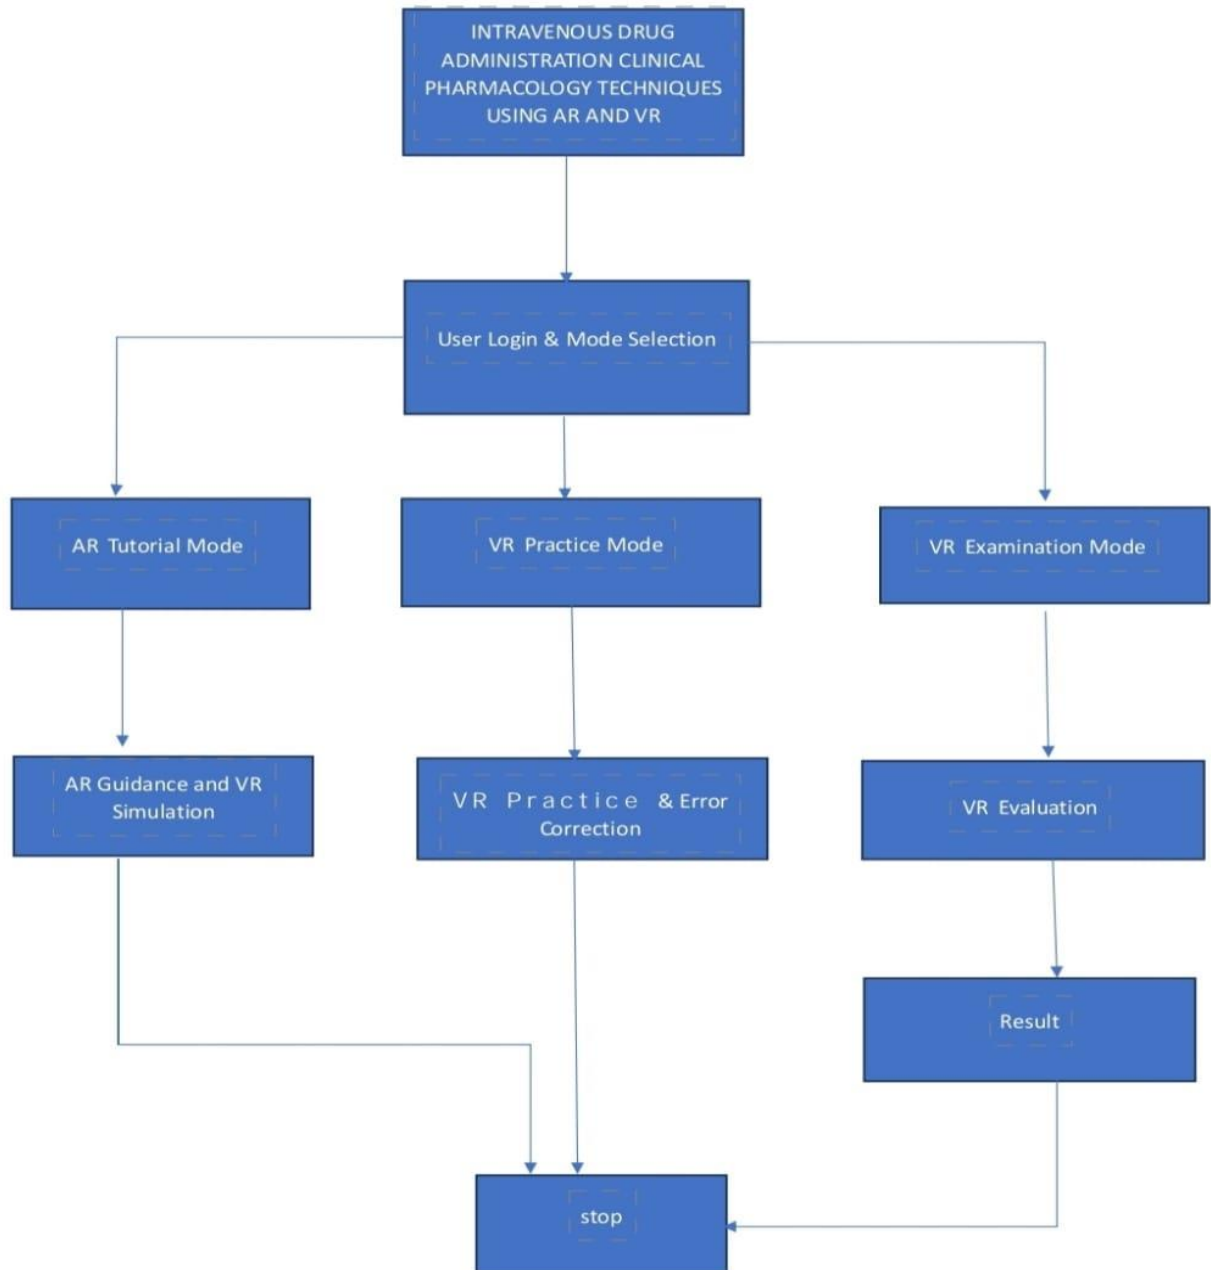 INTRAVENOUS DRUG
ADMINISTRATION CLINICAL
PHARMACOLOGY TECHNIQUES
USING AR AND VR
User Login & Mode Selection
AR Tutorial Mode
VR Practice Mode
VR Examination Mode
AR Guidance and VR
Simulation
VR Practice & Error
Correction
VR Evaluation
Result
stop